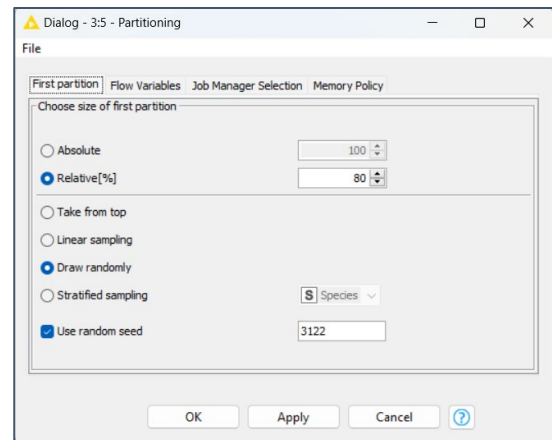 Dialog - 3:5 - Partitioning
File
First partition Flow Variables Job Manager Selection Memory Policy
Choose size of first partition
Absolute 100
Relative[%] 80
Take from top
Linear sampling
Draw randomly
Stratified sampling S Species
Use random seed 3122
OK Apply Cancel ?